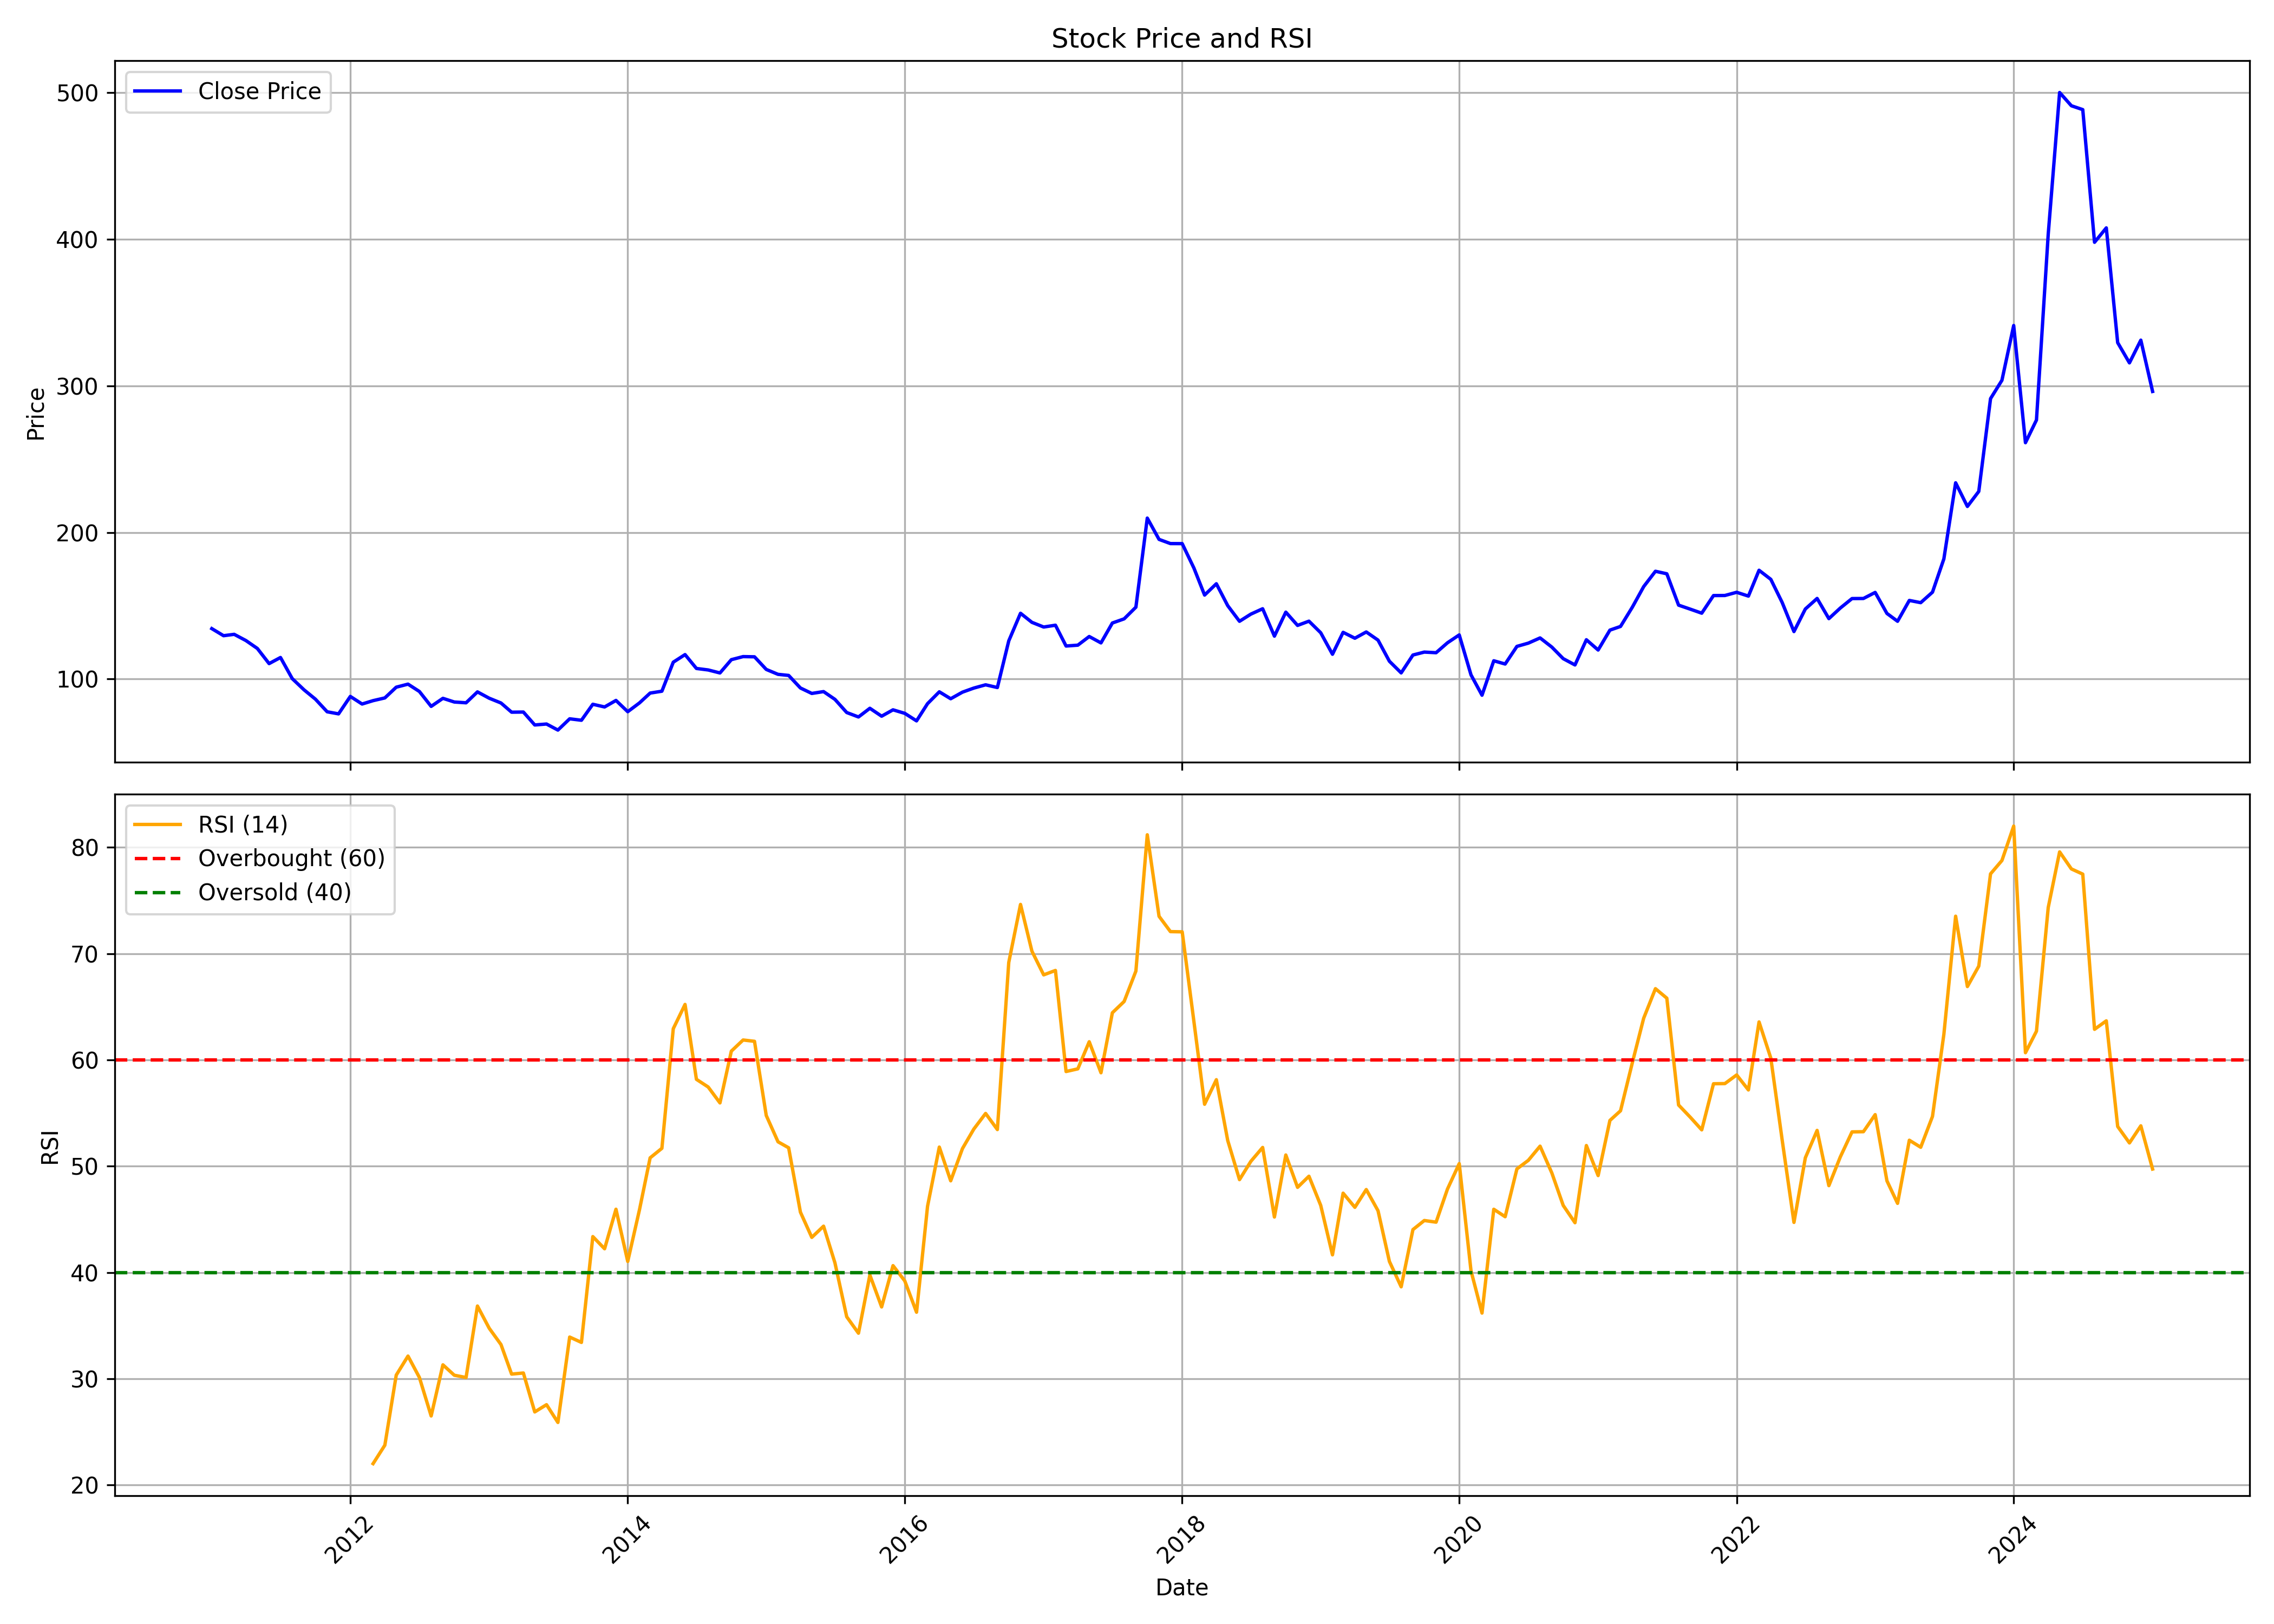 Stock Price and RSI
Close Price
500
400
300
200
100
Price
RSI (14)
Overbought (60)
Oversold (40)
80
70
60
50
40
30
20
RSI
2012
2014
2016
2018
2020
2022
2024
Date